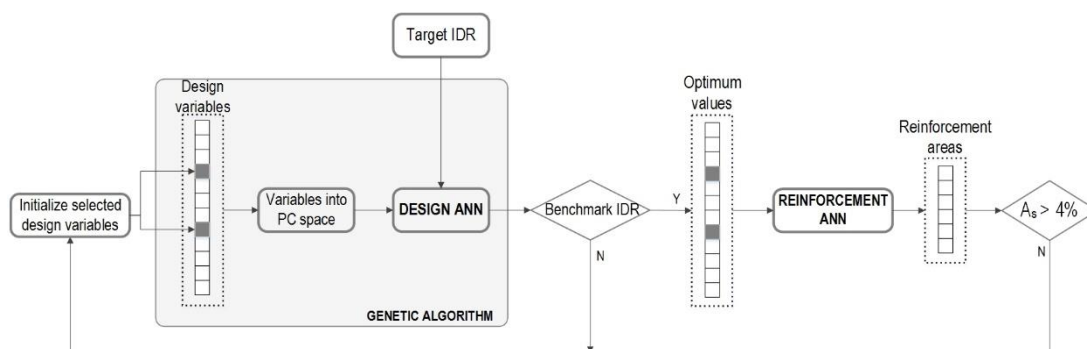 Target IDR
Design
variables
Optimum
values
Reinforcement
areas
Initialize selected
design variables
Variables into
PC space
DESIGN ANN
Benchmark IDR
Y
REINFORCEMENT
ANN
As > 4%
N
N
GENETIC ALGORITHM